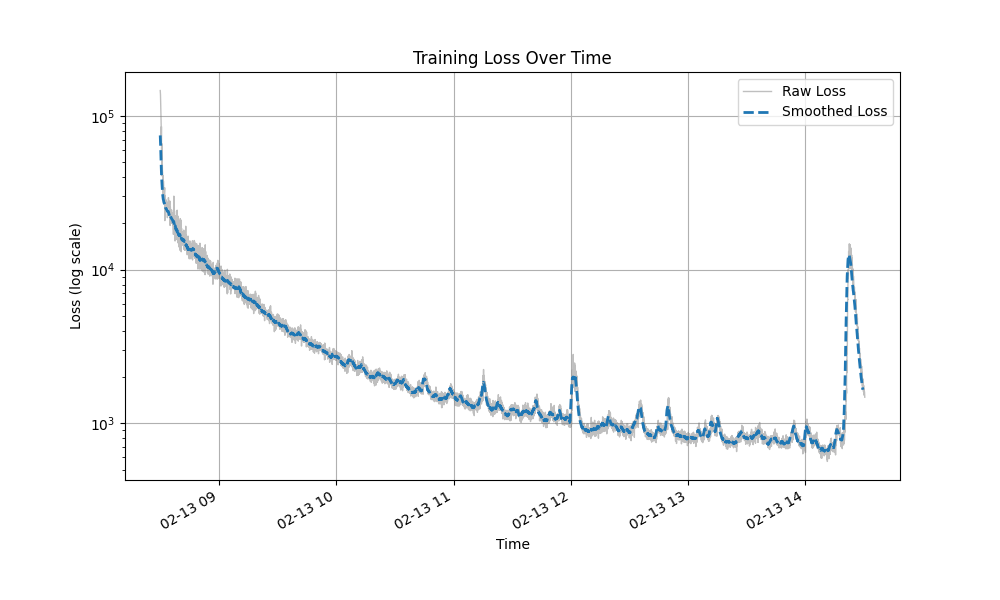 Training Loss Over Time
Raw Loss
Smoothed Loss
10^5
10^4
10^3
Loss (log scale)
02-13 09
02-13 10
02-13 11
02-13 12
02-13 13
02-13 14
Time